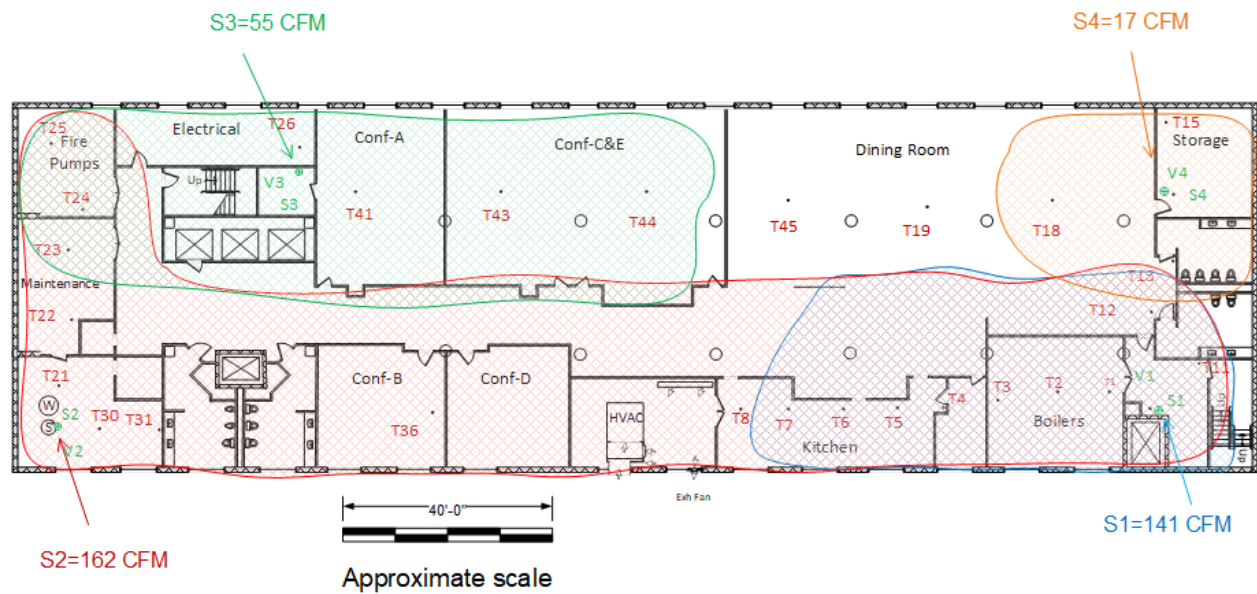 S3=55 CFM
S4=17 CFM
T25
Electrical
T26
Conf-A
Conf-C&E
Dining Room
T15
Storage
Fire
Pumps
V3
Up
S3
V4
S4
T24
T41
T43
T44
T45
T19
T18
T23
Maintenance
T13
T22
T12
Conf-B
Conf-D
T11
T21
T3
T2
T1
V1
W
S2
S
T30
T31
T36
HVAC
T8
T7
T6
T5
T4
Boilers
S1
Up
V2
Kitchen
Up
Exh Fan
40'-0"
S1=141 CFM
S2=162 CFM
Approximate scale